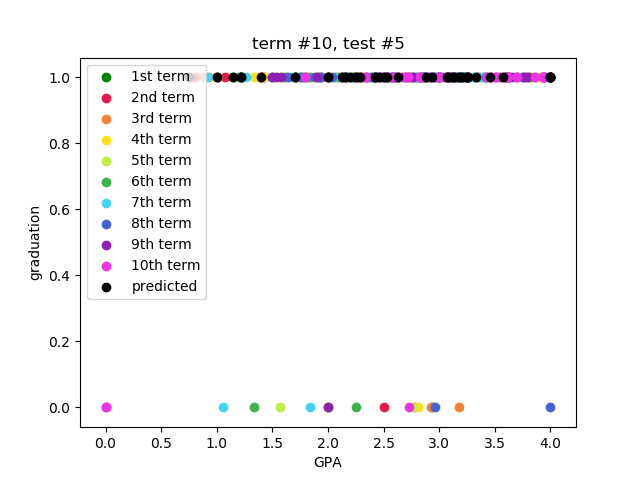 term #10, test #5
1.0
0.8
0.6
0.4
0.2
0.0
graduation
1st term
2nd term
3rd term
4th term
5th term
6th term
7th term
8th term
9th term
10th term
predicted
0.0 0.5 1.0 1.5 2.0 2.5 3.0 3.5 4.0
GPA